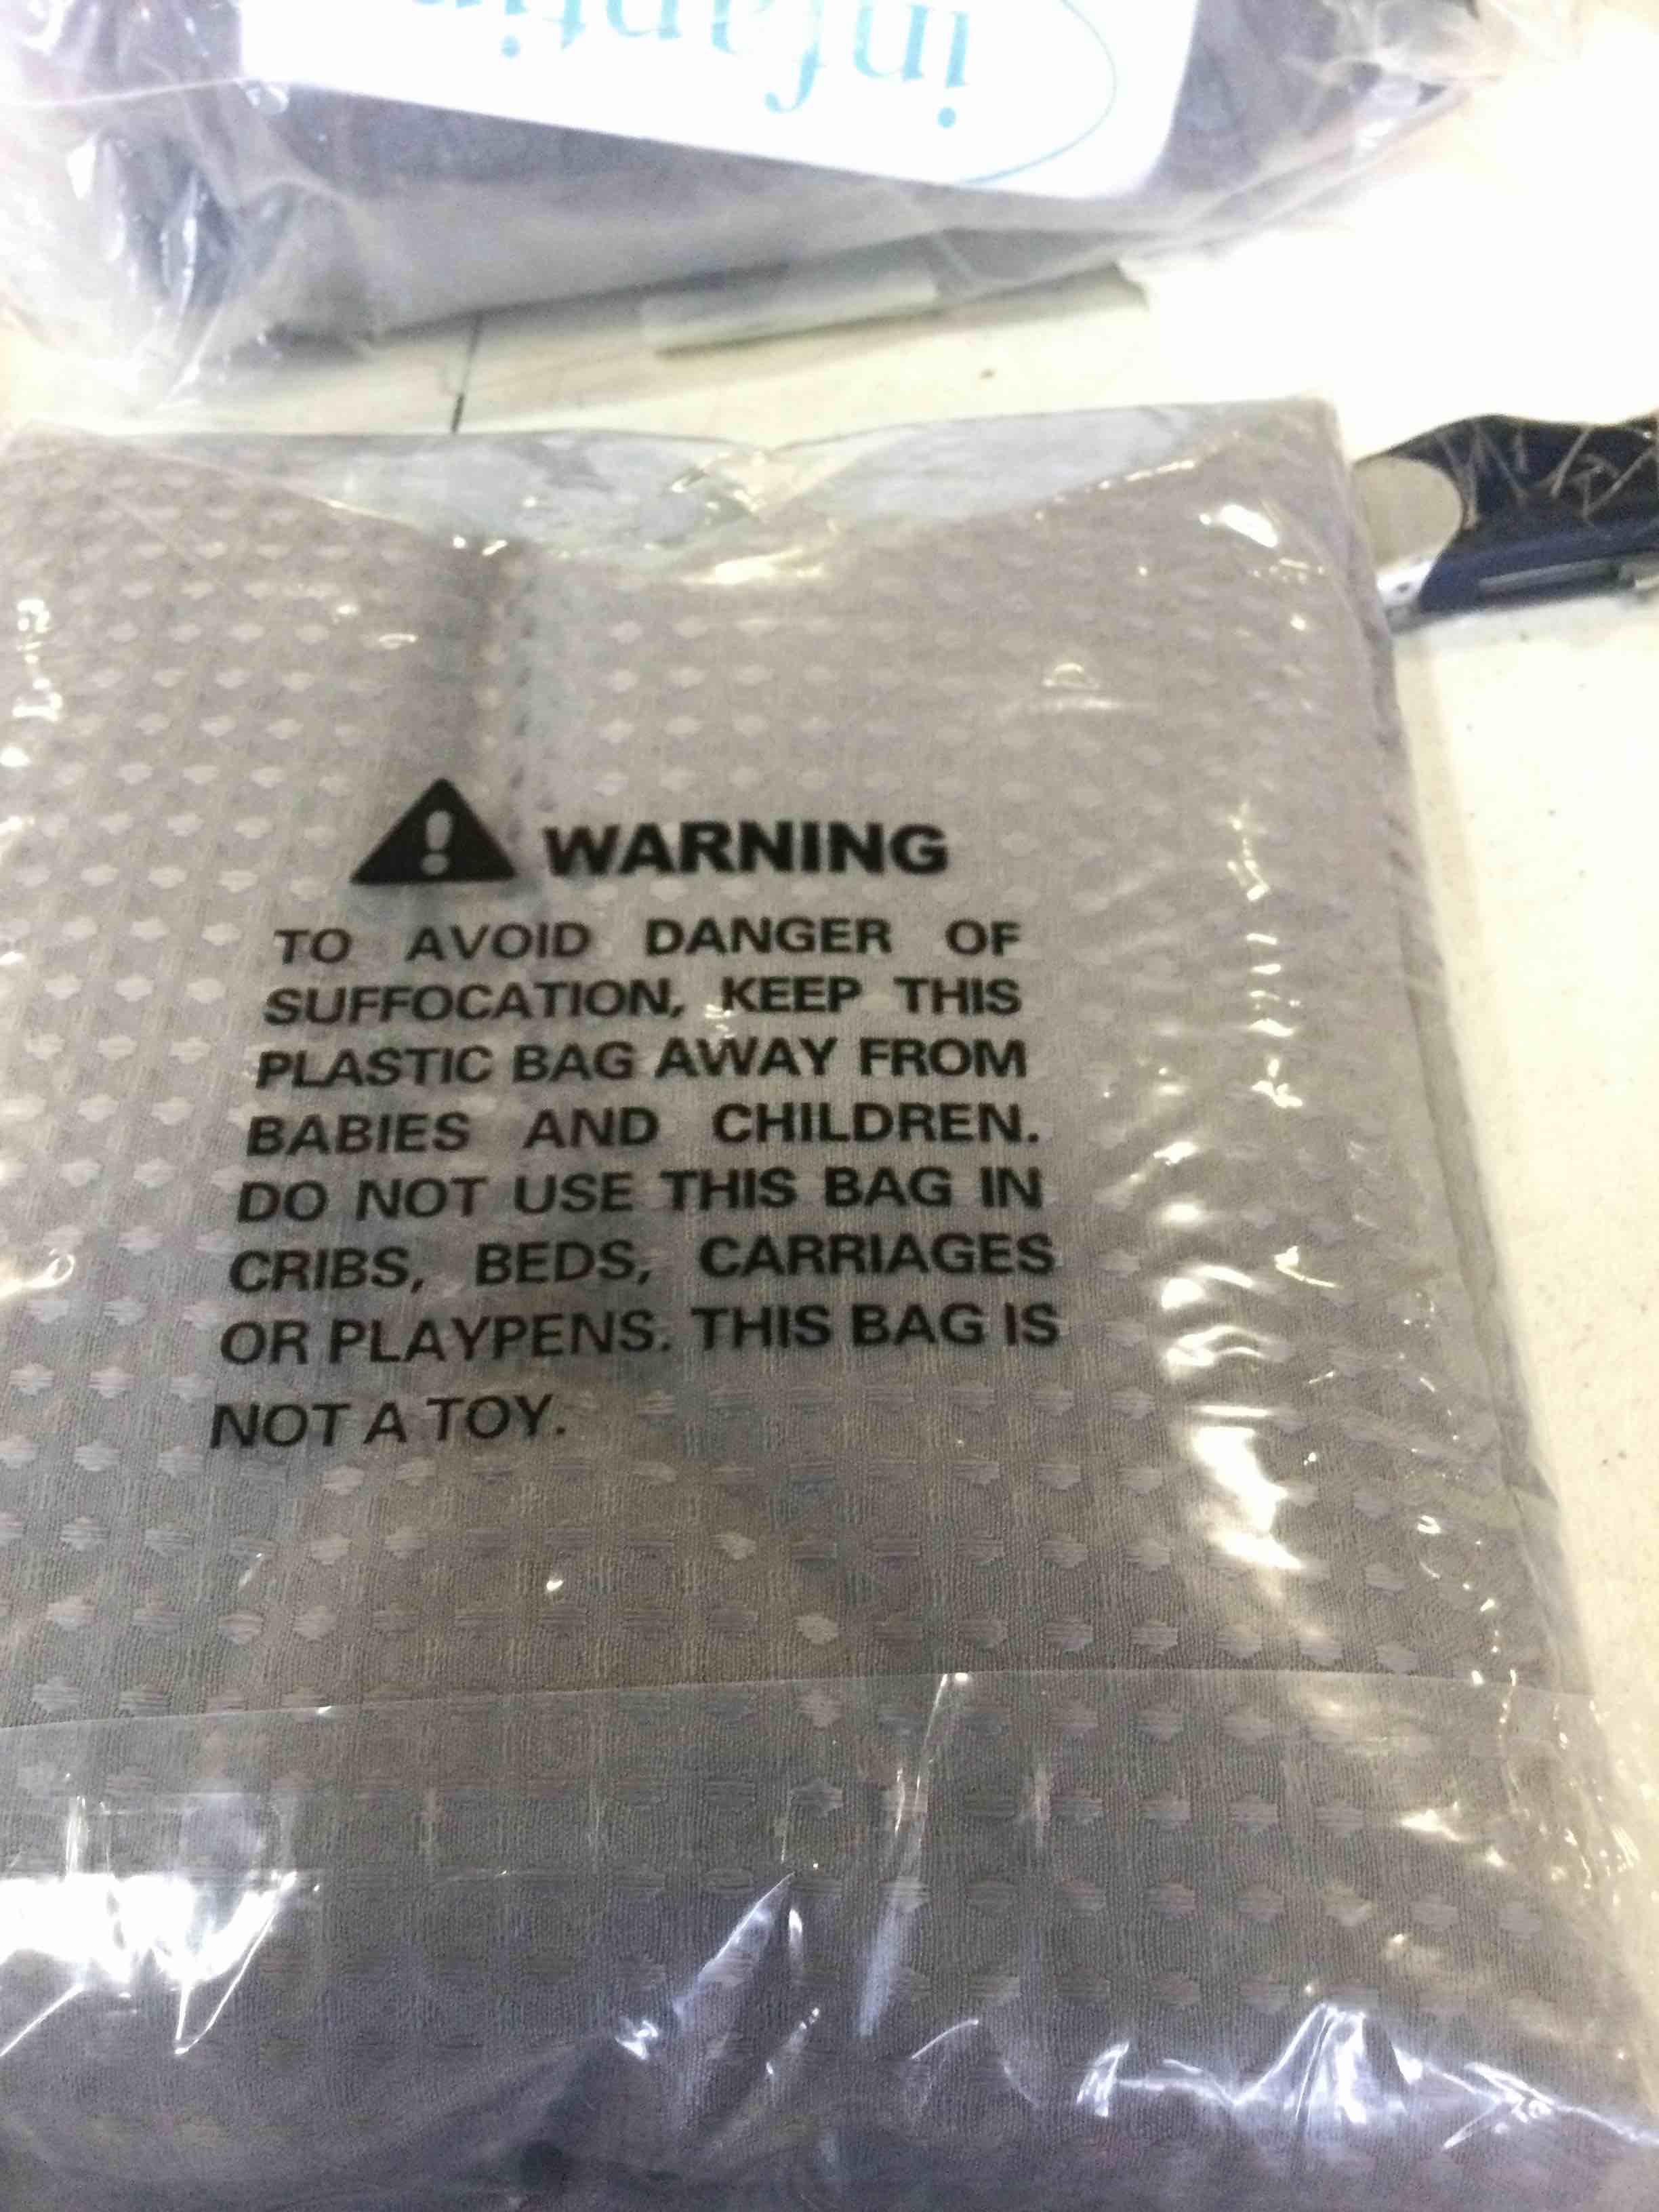 WARNING
TO AVOID DANGER OF
SUFFOCATION, KEEP THIS
PLASTIC BAG AWAY FROM
BABIES AND CHILDREN.
DO NOT USE THIS BAG IN
CRIBS, BEDS, CARRIAGES
OR PLAYPENS. THIS BAG IS
NOT A TOY.